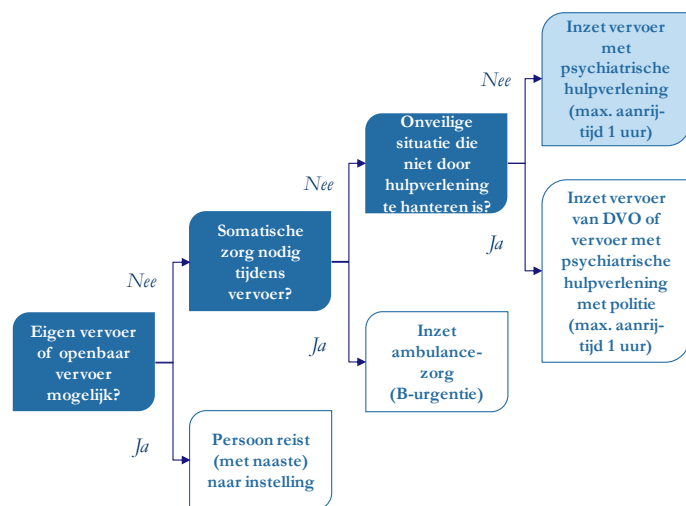 Eigen vervoer
of openbaar
vervoer
mogelijk?
Nee
Ja
Somatische
zorg nodig
tijdens
vervoer?
Persoon reist
(met naaste)
naar instelling
Nee
Ja
Onveilige
situatie die
niet door
hulpverlening
te hanteren is?
Inzet
ambulance-
zorg
(B-urgentie)
Nee
Ja
Inzet vervoer
met
psychiatrische
hulpverlening
(max. aanrij-
tijd 1 uur)
Inzet vervoer
van DVO of
vervoer met
psychiatrische
hulpverlening
met politie
(max. aanrij-
tijd 1 uur)